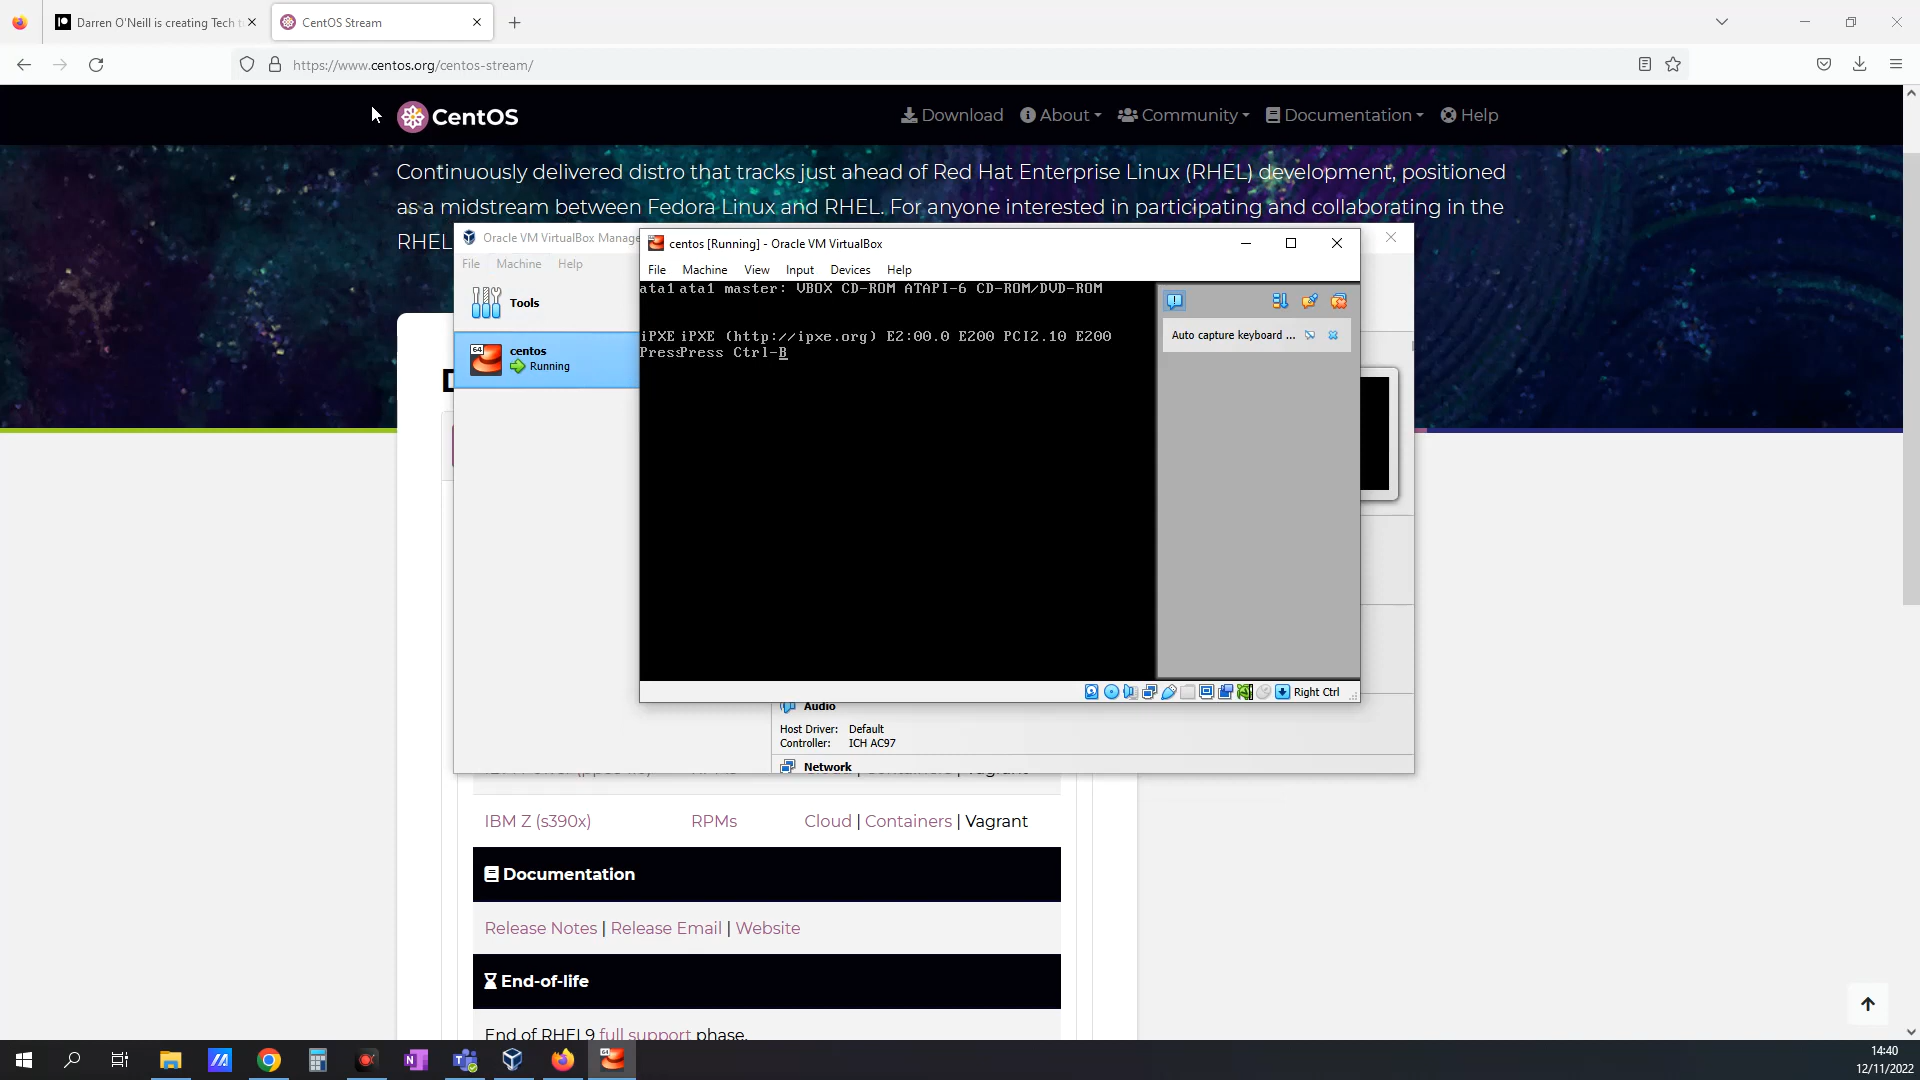 Darren O'Neill is creating Tech t
CentOS Stream
https://www.centos.org/centos-stream/
CentOS
Download
About
Community
Documentation
Help
Continuously delivered distro that tracks just ahead of Red Hat Enterprise Linux (RHEL) development, positioned
as a midstream between Fedora Linux and RHEL. For anyone interested in participating and collaborating in the
RHEL
Oracle VM VirtualBox Manage
File Machine Help
Tools
64
centos
Running
centos [Running] - Oracle VM VirtualBox
File Machine View Input Devices Help
ata1 ata1 master: VBOX CD-ROM ATAPI-6 CD-ROM/DVD-ROM
iPXE iPXE (http://ipxe.org) E2:00.0 E200 PCI2.10 E200
PressPress Ctrl-B
Auto capture keyboard ...
Right Ctrl
Audio
Host Driver: Default
Controller: ICH AC97
Network
IBM Z (s390x) RPMs Cloud | Containers | Vagrant
Documentation
Release Notes | Release Email | Website
End-of-life
End of RHEL9 full support phase.
14:40
12/11/2022